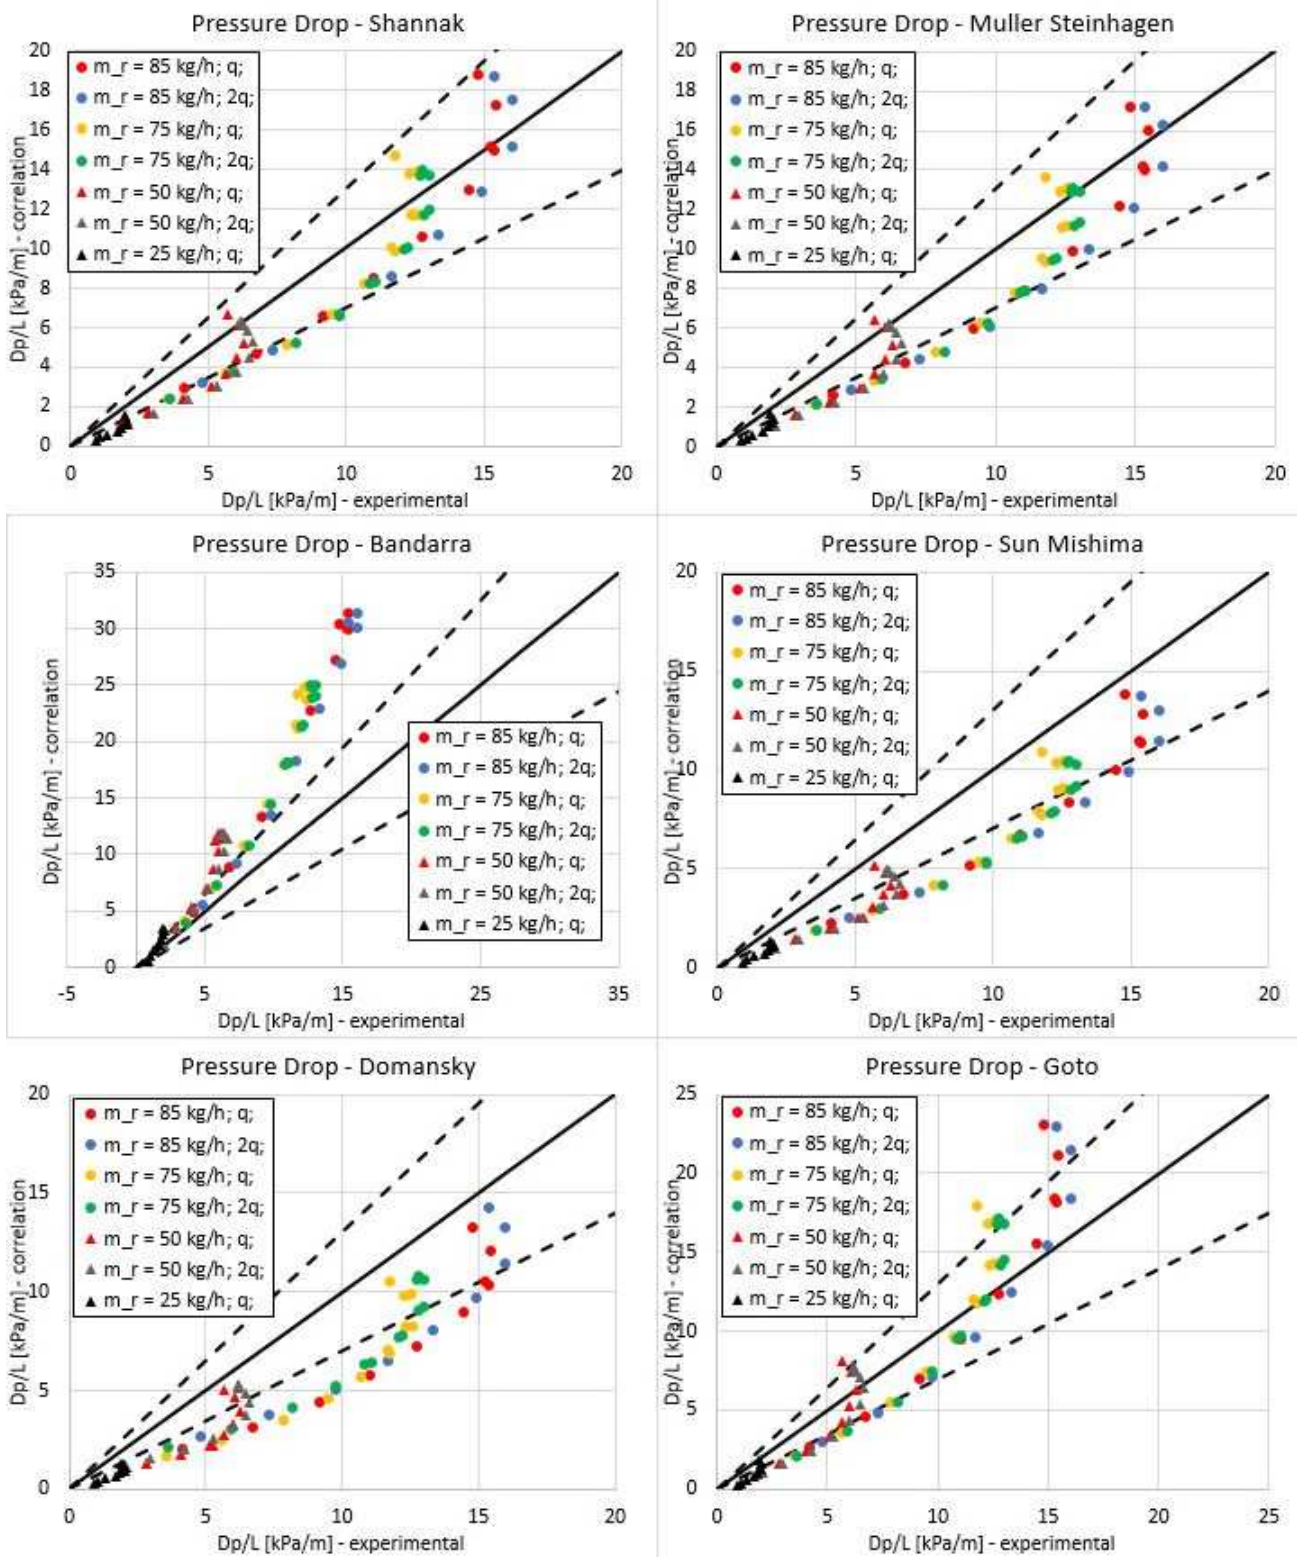 Pressure Drop - Shannak
20
18
16
14
12
10
8
6
4
2
0
Dp/L [kPa/m] - correlation
m_r = 85 kg/h; q;
m_r = 85 kg/h; 2q;
m_r = 75 kg/h; q;
m_r = 75 kg/h; 2q;
m_r = 50 kg/h; q;
m_r = 50 kg/h; 2q;
m_r = 25 kg/h; q;
0 5 10 15 20
Dp/L [kPa/m] - experimental
Pressure Drop - Muller Steinhagen
20
18
16
14
12
10
8
6
4
2
0
Dp/L [kPa/m] - correlation
m_r = 85 kg/h; q;
m_r = 85 kg/h; 2q;
m_r = 75 kg/h; q;
m_r = 75 kg/h; 2q;
m_r = 50 kg/h; q;
m_r = 50 kg/h; 2q;
m_r = 25 kg/h; q;
0 5 10 15 20
Dp/L [kPa/m] - experimental
Pressure Drop - Bandarra
35
30
25
20
15
10
5
0
Dp/L [kPa/m] - correlation
m_r = 85 kg/h; q;
m_r = 85 kg/h; 2q;
m_r = 75 kg/h; q;
m_r = 75 kg/h; 2q;
m_r = 50 kg/h; q;
m_r = 50 kg/h; 2q;
m_r = 25 kg/h; q;
-5 5 15 25 35
Dp/L [kPa/m] - experimental
Pressure Drop - Sun Mishima
20
15
10
5
0
Dp/L [kPa/m] - correlation
m_r = 85 kg/h; q;
m_r = 85 kg/h; 2q;
m_r = 75 kg/h; q;
m_r = 75 kg/h; 2q;
m_r = 50 kg/h; q;
m_r = 50 kg/h; 2q;
m_r = 25 kg/h; q;
0 5 10 15 20
Dp/L [kPa/m] - experimental
Pressure Drop - Domansky
20
15
10
5
0
Dp/L [kPa/m] - correlation
m_r = 85 kg/h; q;
m_r = 85 kg/h; 2q;
m_r = 75 kg/h; q;
m_r = 75 kg/h; 2q;
m_r = 50 kg/h; q;
m_r = 50 kg/h; 2q;
m_r = 25 kg/h; q;
0 5 10 15 20
Dp/L [kPa/m] - experimental
Pressure Drop - Goto
25
20
15
10
5
0
Dp/L [kPa/m] - correlation
m_r = 85 kg/h; q;
m_r = 85 kg/h; 2q;
m_r = 75 kg/h; q;
m_r = 75 kg/h; 2q;
m_r = 50 kg/h; q;
m_r = 50 kg/h; 2q;
m_r = 25 kg/h; q;
0 5 10 15 20 25
Dp/L [kPa/m] - experimental